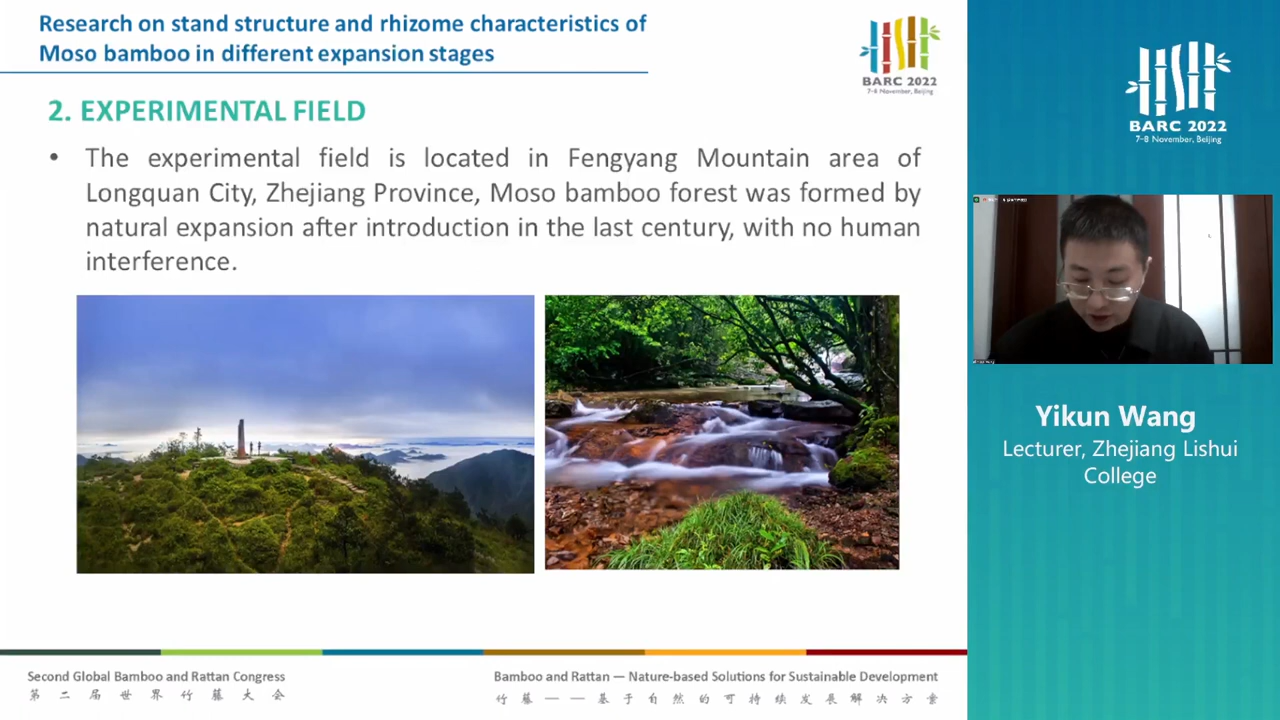 Research on stand structure and rhizome characteristics of
Moso bamboo in different expansion stages
BARC 2022
7-8 November, Beijing
2. EXPERIMENTAL FIELD
• The experimental field is located in Fengyang Mountain area of
Longquan City, Zhejiang Province, Moso bamboo forest was formed by
natural expansion after introduction in the last century, with no human
interference.
Second Global Bamboo and Rattan Congress
第二届世界竹藤大会
Bamboo and Rattan — Nature-based Solutions for Sustainable Development
竹藤——基于自然的可持续发展解决方案
BARC 2022
7-8 November, Beijing
Yikun Wang
Lecturer, Zhejiang Lishui
College